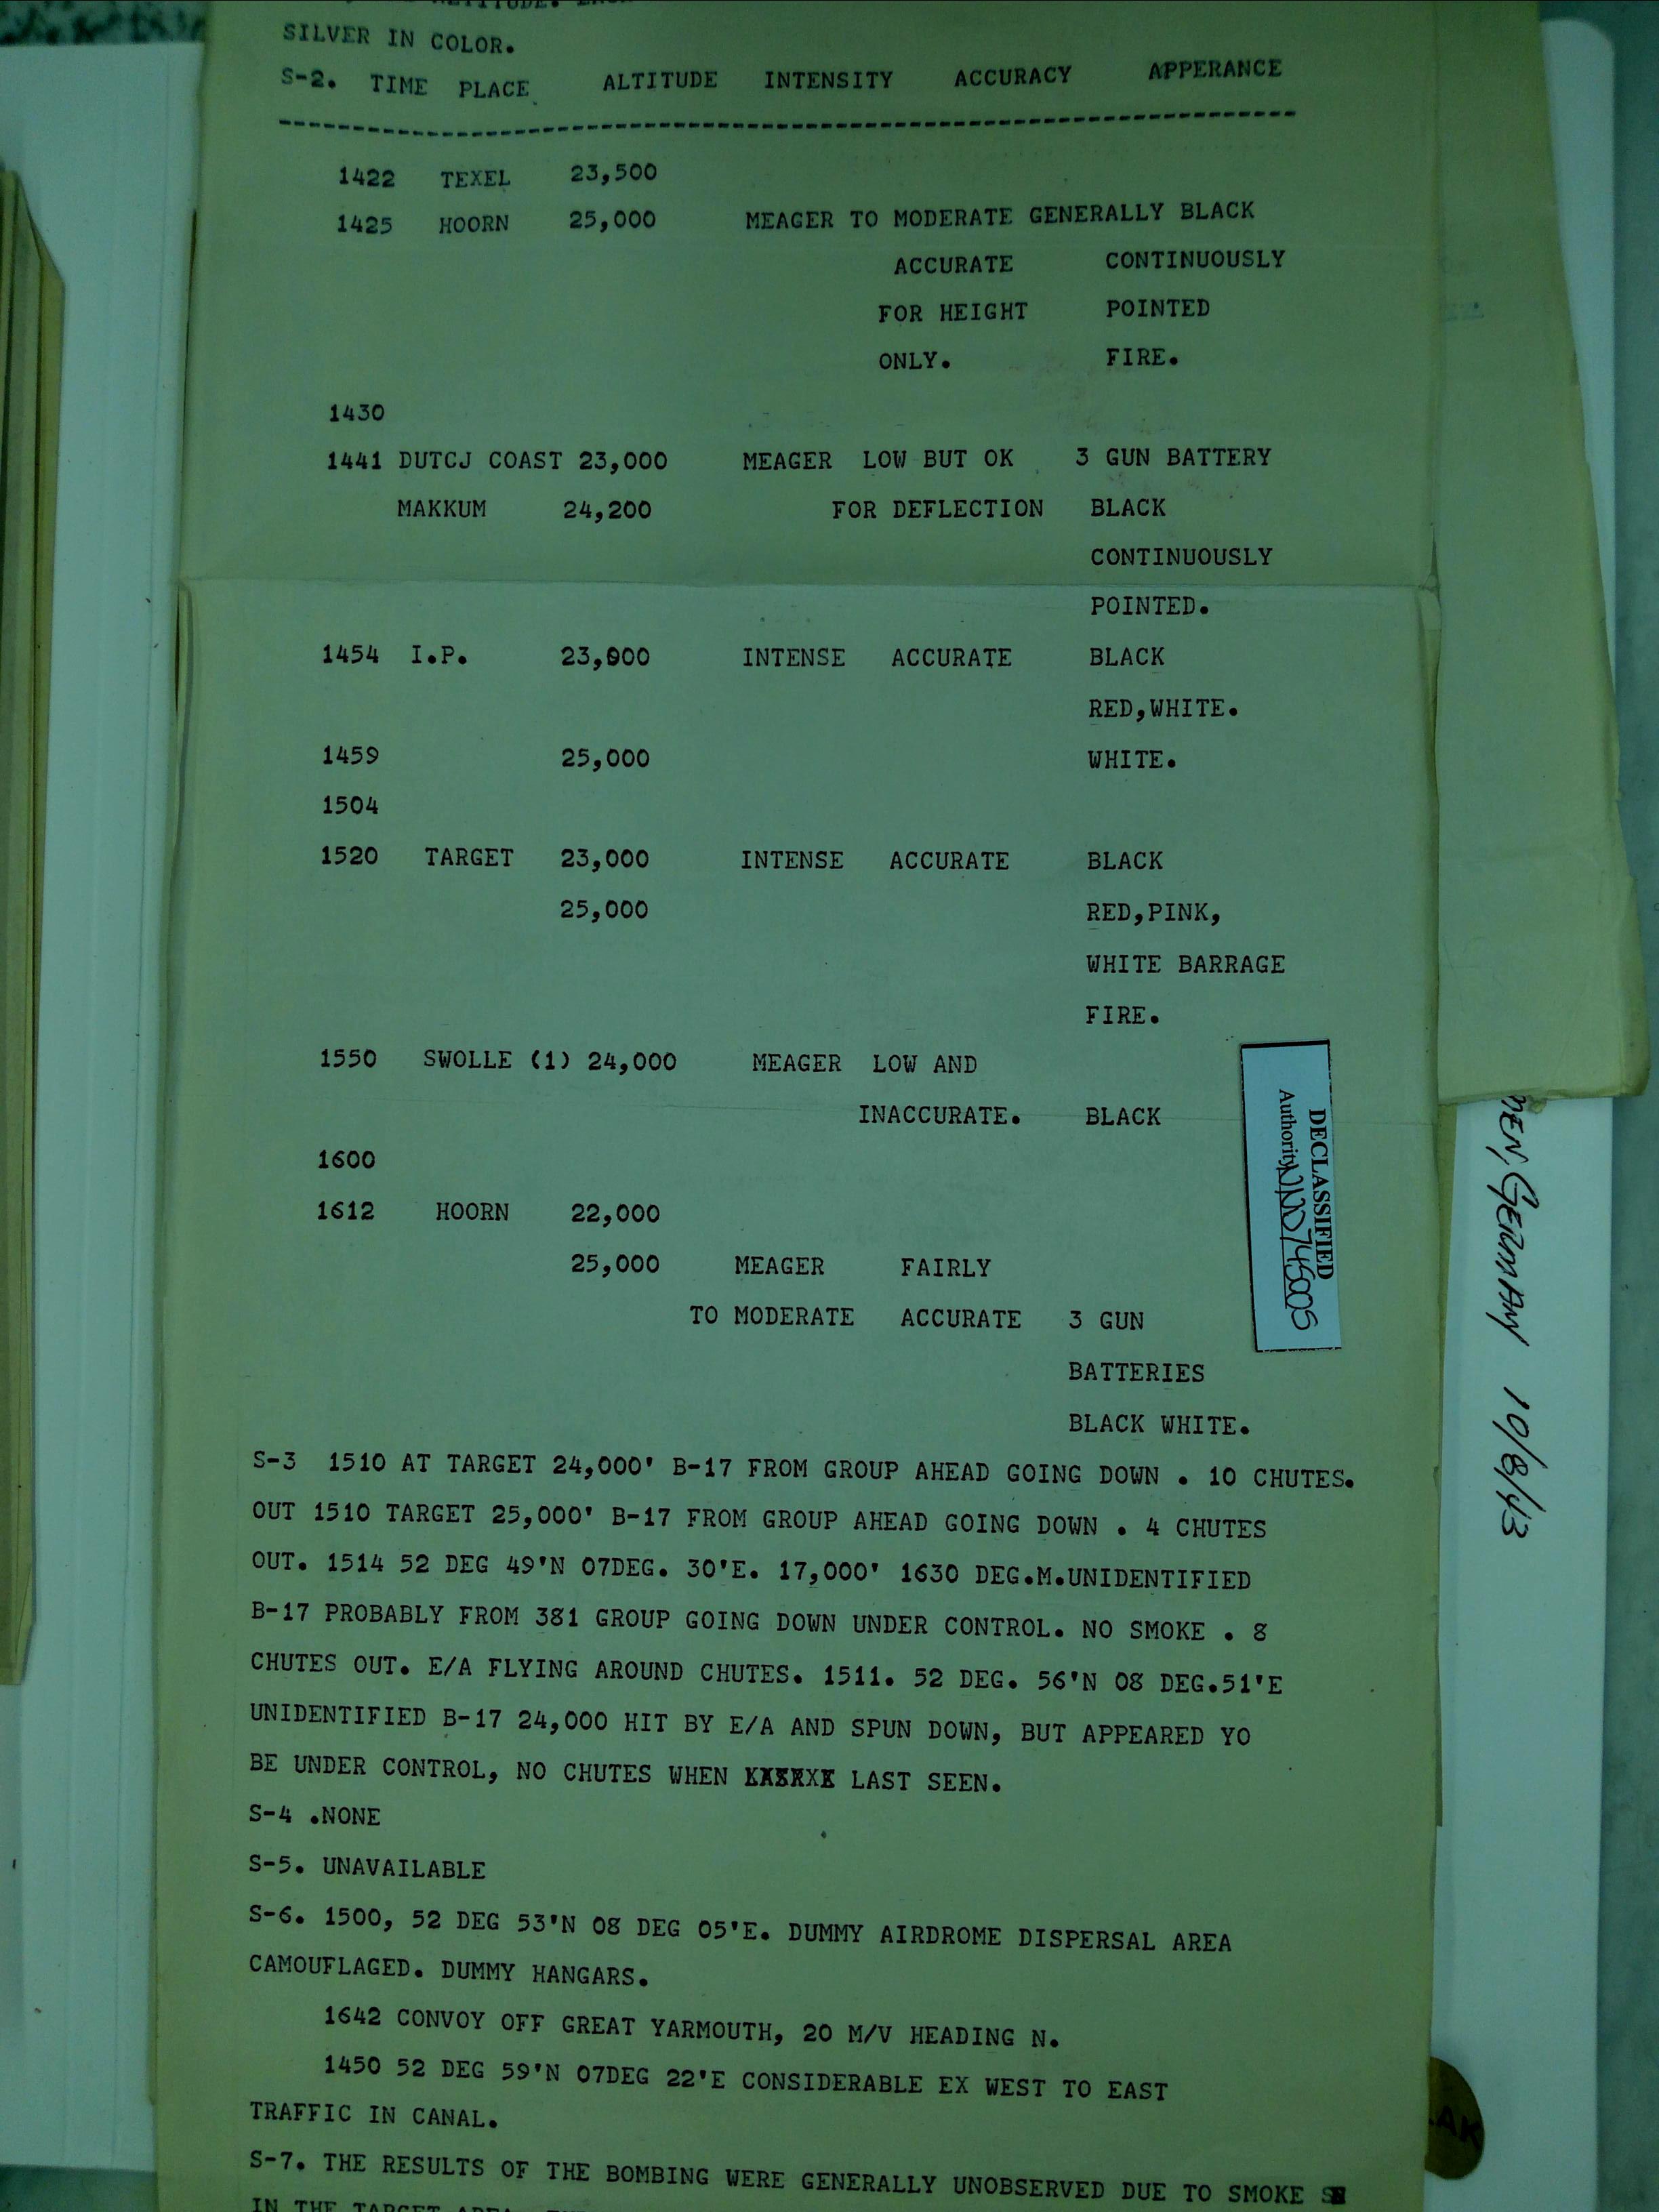 SILVER IN COLOR.
S-2. TIME PLACE ALTITUDE INTENSITY ACCURACY APPERANCE
1422 TEXEL 23,500
1425 HOORN 25,000 MEAGER TO MODERATE GENERALLY BLACK
ACCURATE CONTINUOUSLY
FOR HEIGHT POINTED
ONLY. FIRE.
1430
1441 DUTCJ COAST 23,000 MEAGER LOW BUT OK 3 GUN BATTERY
MAKKUM 24,200 FOR DEFLECTION BLACK
CONTINUOUSLY
POINTED.
1454 I.P. 23,000 INTENSE ACCURATE BLACK
RED,WHITE.
1459 25,000 WHITE.
1504
1520 TARGET 23,000 INTENSE ACCURATE BLACK
25,000 RED,PINK,
WHITE BARRAGE
FIRE.
1550 SWOLLE (1) 24,000 MEAGER LOW AND
INACCURATE. BLACK
1600
1612 HOORN 22,000
25,000 MEAGER FAIRLY
TO MODERATE ACCURATE 3 GUN
BATTERIES
BLACK WHITE.
S-3 1510 AT TARGET 24,000' B-17 FROM GROUP AHEAD GOING DOWN . 10 CHUTES.
OUT 1510 TARGET 25,000' B-17 FROM GROUP AHEAD GOING DOWN . 4 CHUTES
OUT. 1514 52 DEG 49'N 07DEG. 30'E. 17,000' 1630 DEG.M.UNIDENTIFIED
B-17 PROBABLY FROM 381 GROUP GOING DOWN UNDER CONTROL. NO SMOKE . 8
CHUTES OUT. E/A FLYING AROUND CHUTES. 1511. 52 DEG. 56'N 08 DEG.51'E
UNIDENTIFIED B-17 24,000 HIT BY E/A AND SPUN DOWN, BUT APPEARED YO
BE UNDER CONTROL, NO CHUTES WHEN LAST SEEN.
S-4 .NONE
S-5. UNAVAILABLE
S-6. 1500, 52 DEG 53'N 08 DEG 05'E. DUMMY AIRDROME DISPERSAL AREA
CAMOUFLAGED. DUMMY HANGARS.
1642 CONVOY OFF GREAT YARMOUTH, 20 M/V HEADING N.
1450 52 DEG 59'N 07DEG 22'E CONSIDERABLE EX WEST TO EAST
TRAFFIC IN CANAL.
S-7. THE RESULTS OF THE BOMBING WERE GENERALLY UNOBSERVED DUE TO SMOKE
IN THE TARGET AREA.
DECLASSIFIED
Authority NND745005
MEN, GERMANY 10/8/43